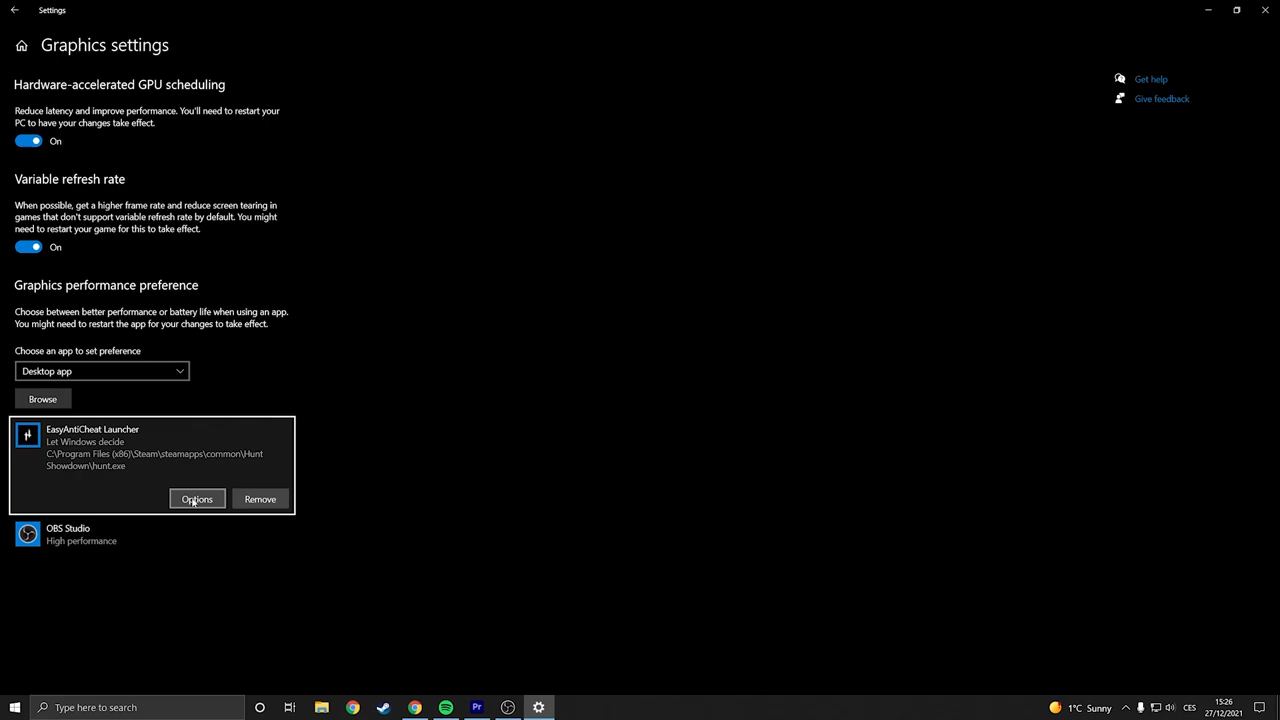 Settings
Graphics settings
Hardware-accelerated GPU scheduling
Reduce latency and improve performance. You'll need to restart your
PC to have your changes take effect.
On
Variable refresh rate
When possible, get a higher frame rate and reduce screen tearing in
games that don't support variable refresh rate by default. You might
need to restart your game for this to take effect.
On
Graphics performance preference
Choose between better performance or battery life when using an app.
You might need to restart the app for your changes to take effect.
Choose an app to set preference
Desktop app
Browse
EasyAntiCheat Launcher
Let Windows decide
C:\Program Files (x86)\Steam\steamapps\common\Hunt
Showdown\hunt.exe
Options Remove
OBS Studio
High performance
Get help
Give feedback
Type here to search
Pr
1°C Sunny
CES
15:26
27/12/2021